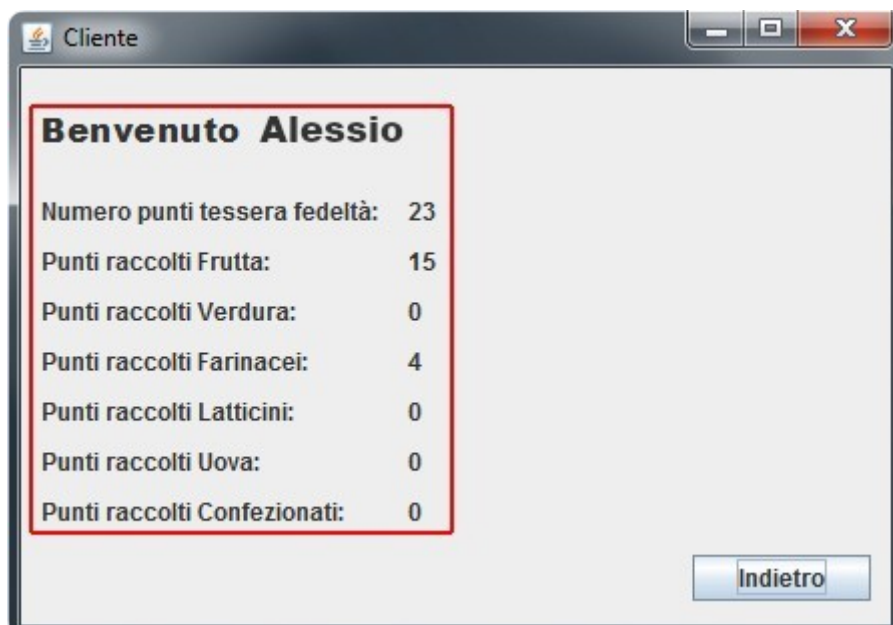 Cliente
Benvenuto Alessio
Numero punti tessera fedeltà: 23
Punti raccolti Frutta: 15
Punti raccolti Verdura: 0
Punti raccolti Farinacei: 4
Punti raccolti Latticini: 0
Punti raccolti Uova: 0
Punti raccolti Confezionati: 0
Indietro